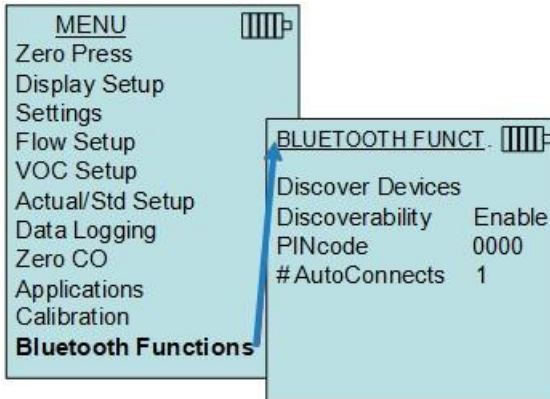 MENU
Zero Press
Display Setup
Settings
Flow Setup
VOC Setup
Actual/Std Setup
Data Logging
Zero CO
Applications
Calibration
Bluetooth Functions
BLUETOOTH FUNCT.
Discover Devices
Discoverability Enable
PINcode 0000
# AutoConnects 1